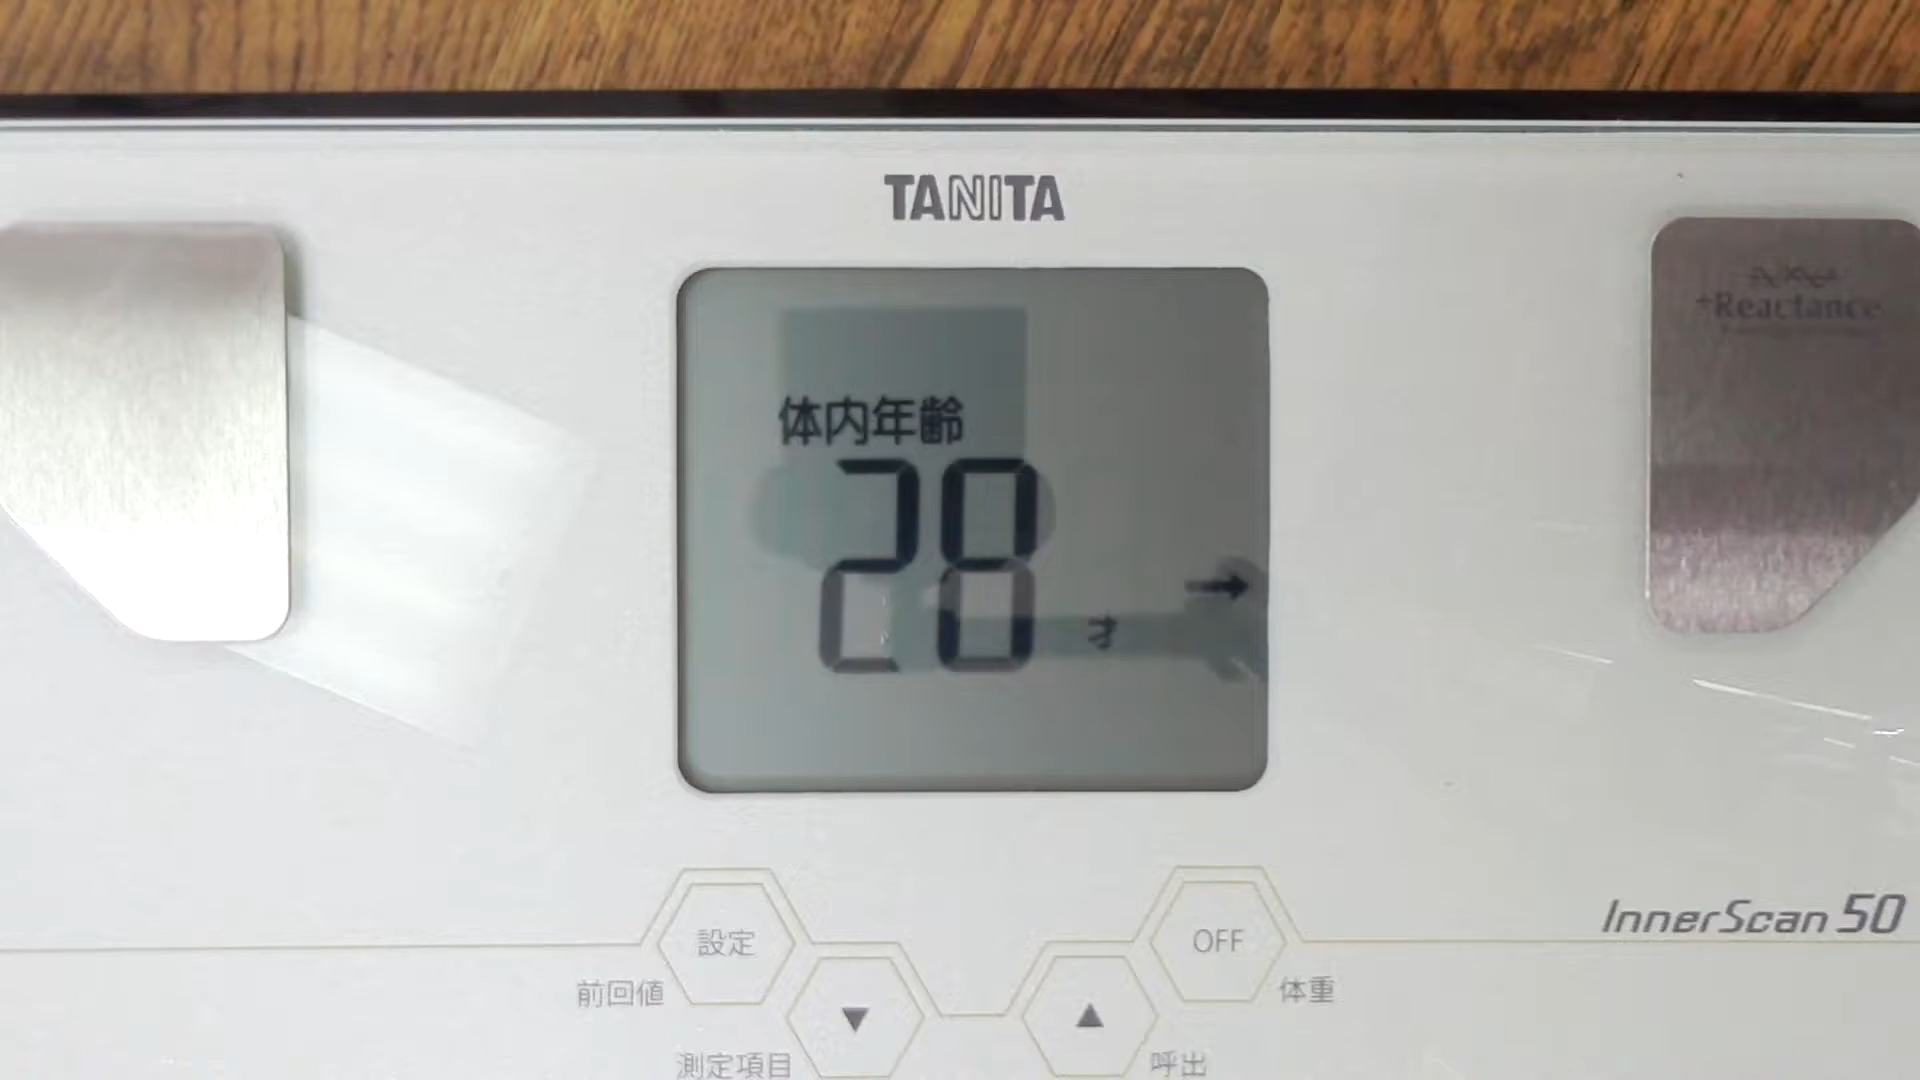 TANITA
+Reactance
体内年齢
28 才 →
InnerScan 50
設定
OFF
前回値
体重
▼
▲
測定項目
呼出